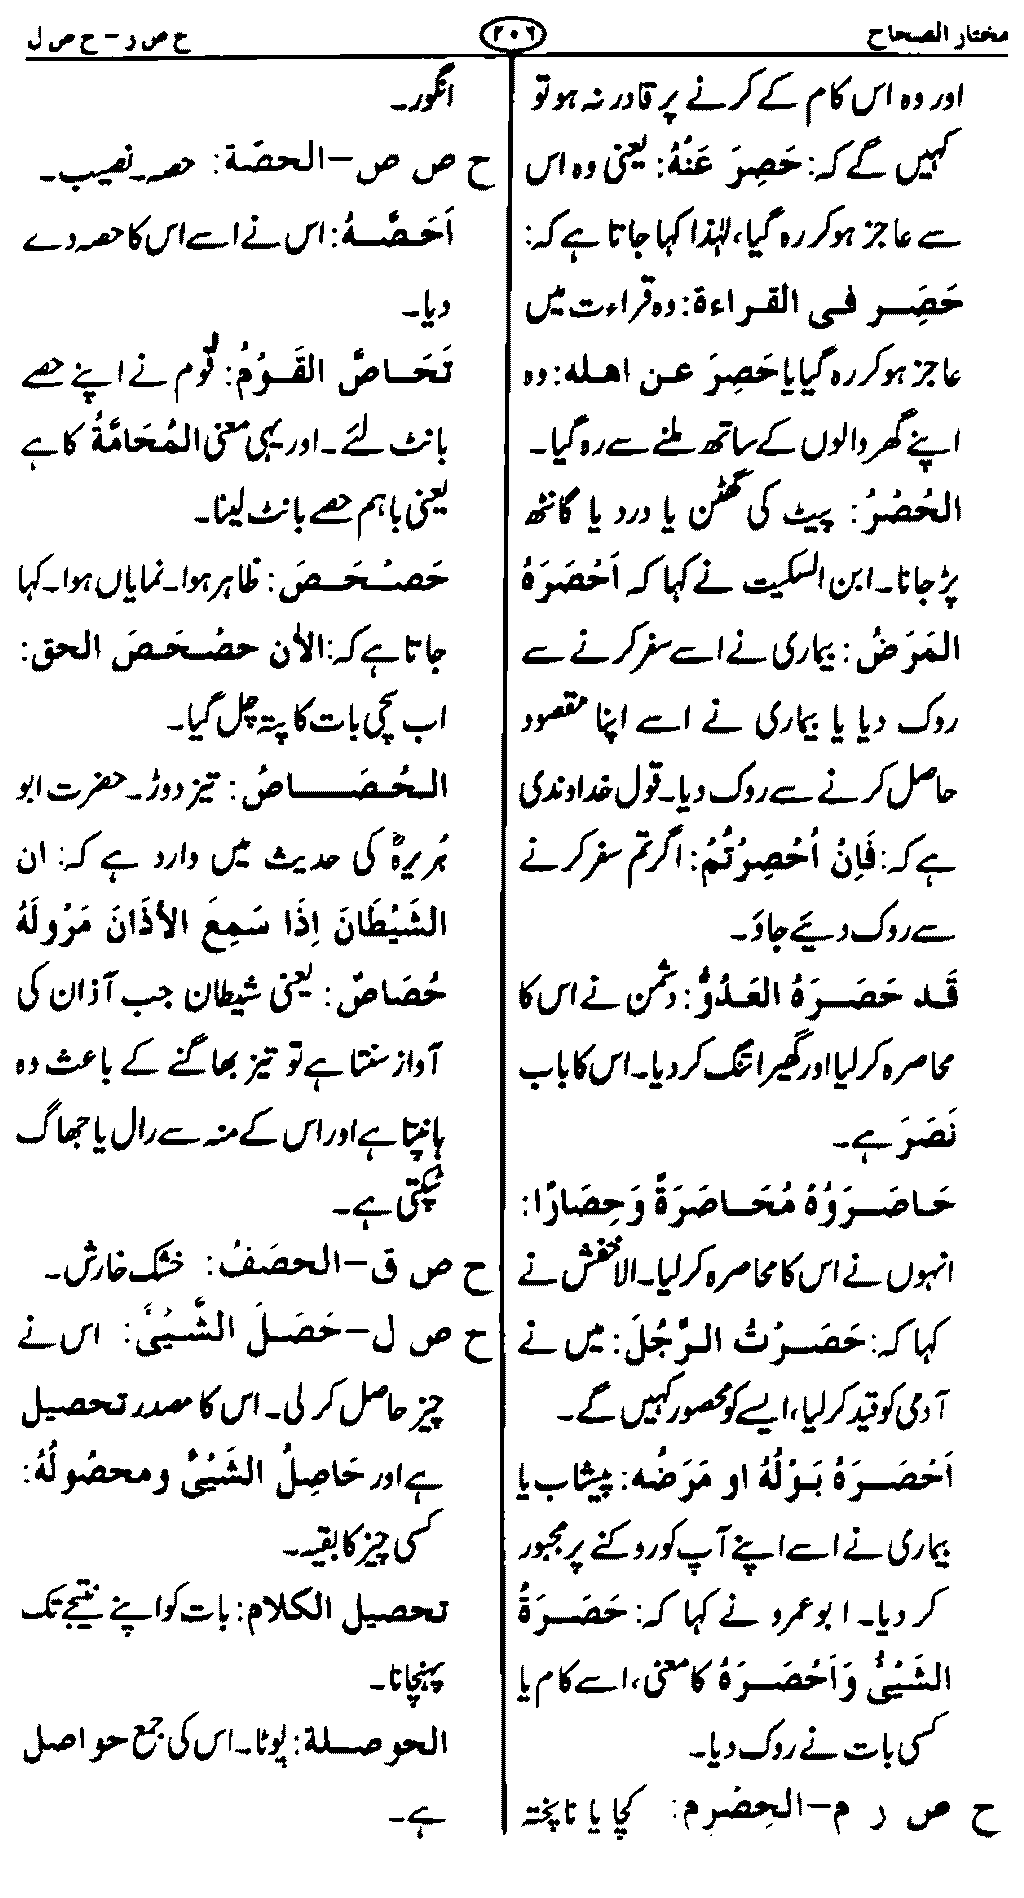 مختار الصحاح
۲۰۶
ح ص ر – ح ص ل
اور وہ اس کام کے کرنے پر قادر نہ ہو تو
کہیں گے کہ: حَصِرَ عَنْهُ: یعنی وہ اس
سے عاجز ہو کر رہ گیا، لہٰذا کہا جاتا ہے کہ:
حَصِر فی القراءة: وہ قراءت میں
عاجز ہو کر رہ گیا یا حَصِرَ عن اهله: وہ
اپنے گھر والوں کے ساتھ ملنے سے رہ گیا۔
الحُصْرُ: پیٹ کی گھٹن یا درد یا گانٹھ
پڑ جانا۔ ابن السکیت نے کہا کہ اَحْصَرَهُ
المَرَضُ: بیماری نے اسے سفر کرنے سے
روک دیا یا بیماری نے اسے اپنا مقصود
حاصل کرنے سے روک دیا۔ قول خداوندی
ہے کہ: فَاِنْ اُحْصِرْتُمْ: اگر تم سفر کرنے
سے روک دیئے جاؤ۔
قَد حَصَرَهُ العَدُوُّ: دشمن نے اس کا
محاصرہ کر لیا اور گھیرا تنگ کر دیا۔ اس کا باب
نَصَرَ ہے۔
حَاصَرَوْهُ مُحَاصَرَةً وَحِصَارًا:
انہوں نے اس کا محاصرہ کر لیا۔ الاخفش نے
کہا کہ: حَصَرْتُ الرَّجُلَ: میں نے
آدمی کو قید کر لیا، ایسے کو محصور کہیں گے۔
اَحْصَرَهُ بَوْلُهُ او مَرَضُه: پیشاب یا
بیماری نے اسے اپنے آپ کو روکنے پر مجبور
کر دیا۔ ابو عمرو نے کہا کہ: حَصَرَهُ
الشَّیْئُ وَاَحْصَرَهُ کا معنی، اسے کام یا
کسی بات نے روک دیا۔
ح ص ر م – الحِصْرِم: کچا یا ناپختہ
انگور۔
ح ص ص – الحصّة: حصہ۔ نصیب۔
اَحَصَّهُ: اس نے اسے اس کا حصہ دے
دیا۔
تَحَاصَّ القَوْمُ: قوم نے اپنے حصے
بانٹ لئے۔ اور یہی معنی المُحَاصَّةُ کا ہے
یعنی باہم حصے بانٹ لینا۔
حَصْحَصَ: ظاہر ہوا۔ نمایاں ہوا۔ کہا
جاتا ہے کہ: الأن حصْحَصَ الحق:
اب سچی بات کا پتہ چل گیا۔
الحُصَاصُ: تیز دوڑ۔ حضرت ابو
ہریرہؓ کی حدیث میں وارد ہے کہ: ان
الشَیْطَانَ اِذَا سَمِعَ الأذَانَ مَرَّولَهُ
حُصَاصٌ: یعنی شیطان جب آذان کی
آواز سنتا ہے تو تیز بھاگنے کے باعث وہ
ہانپتا ہے اور اس کے منہ سے رال یا جھاگ
ٹپکتی ہے۔
ح ص ق – الحصَفُ: خشک خارش۔
ح ص ل – حَصَلَ الشَّیْئَ: اس نے
چیز حاصل کر لی۔ اس کا مصدر تحصیل
ہے اور حَاصِلُ الشَیْئُ ومحصُولُهُ:
کسی چیز کا بقیہ۔
تحصیل الکلام: بات کو اپنے نتیجے تک
پہنچانا۔
الحوصلة: پوٹا۔ اس کی جمع حواصل
ہے۔